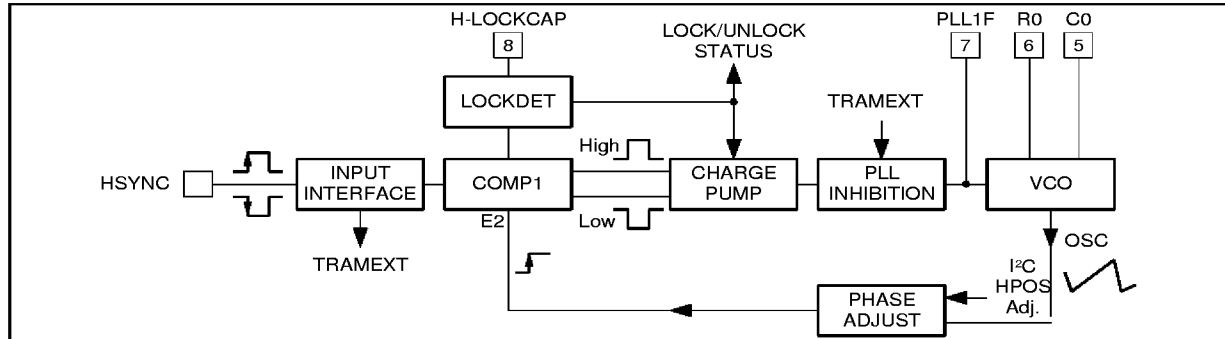 H-LOCKCAP
8
LOCK/UNLOCK
STATUS
PLL1F
7
R0
6
C0
5
LOCKDET
TRAMEXT
High
HSYNC
INPUT
INTERFACE
COMP1
CHARGE
PUMP
PLL
INHIBITION
VCO
E2
Low
TRAMEXT
OSC
I²C
HPOS
Adj.
PHASE
ADJUST